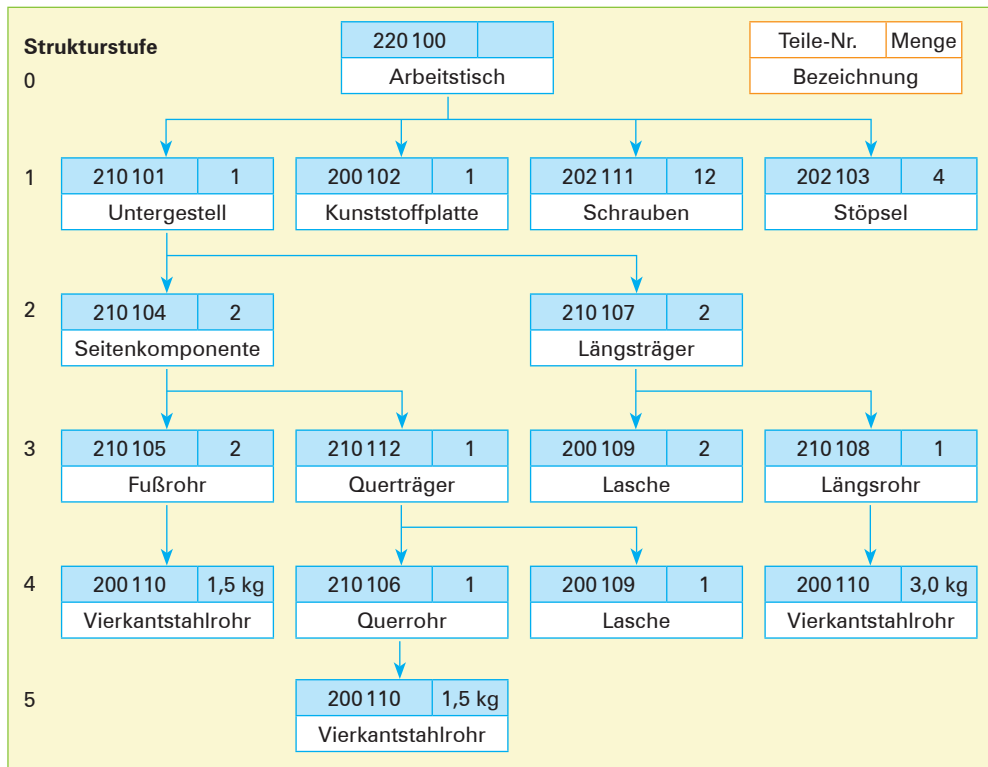 Strukturstufe
220 100
Teile-Nr. Menge
0
Arbeitstisch
Bezeichnung
1
210 101 1
Untergestell
200 102 1
Kunststoffplatte
202 111 12
Schrauben
202 103 4
Stöpsel
2
210 104 2
Seitenkomponente
210 107 2
Längsträger
3
210 105 2
Fußrohr
210 112 1
Querträger
200 109 2
Lasche
210 108 1
Längsrohr
4
200 110 1,5 kg
Vierkantstahlrohr
210 106 1
Querrohr
200 109 1
Lasche
200 110 3,0 kg
Vierkantstahlrohr
5
200 110 1,5 kg
Vierkantstahlrohr